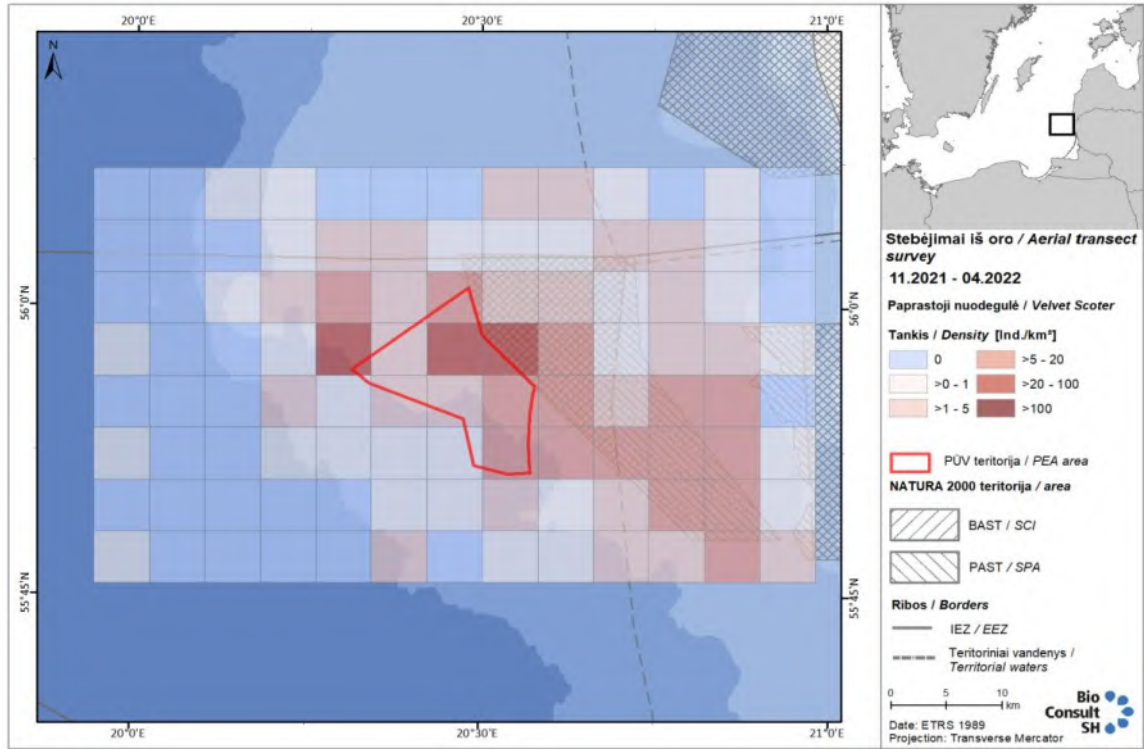 20°0'E
20°30'E
21°0'E
N
56°0'N
56°0'N
55°45'N
55°45'N
20°0'E
20°30'E
21°0'E
Stebėjimai iš oro / Aerial transect
survey
11.2021 - 04.2022
Paprastoji nuodegulė / Velvet Scoter
Tankis / Density [Ind./km²]
0
>5 - 20
>0 - 1
>20 - 100
>1 - 5
>100
PŪV teritorija / PEA area
NATURA 2000 teritorija / area
BAST / SCI
PAST / SPA
Ribos / Borders
IEZ / EEZ
Teritoriniai vandenys /
Territorial waters
0 5 10
km
Date: ETRS 1989
Projection: Transverse Mercator
Bio
Consult
SH